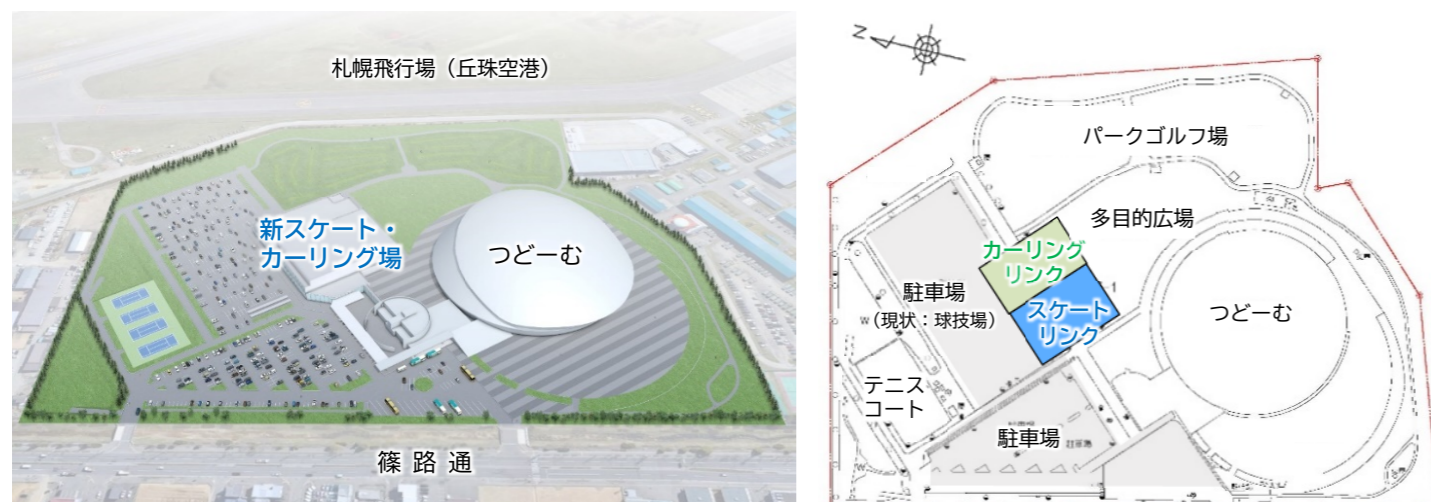 札幌飛行場(丘珠空港)
新スケート・
カーリング場
つどーむ
篠路通
N
パークゴルフ場
多目的広場
カーリング
リンク
スケート
リンク
駐車場
(現状:球技場)
つどーむ
テニス
コート
駐車場